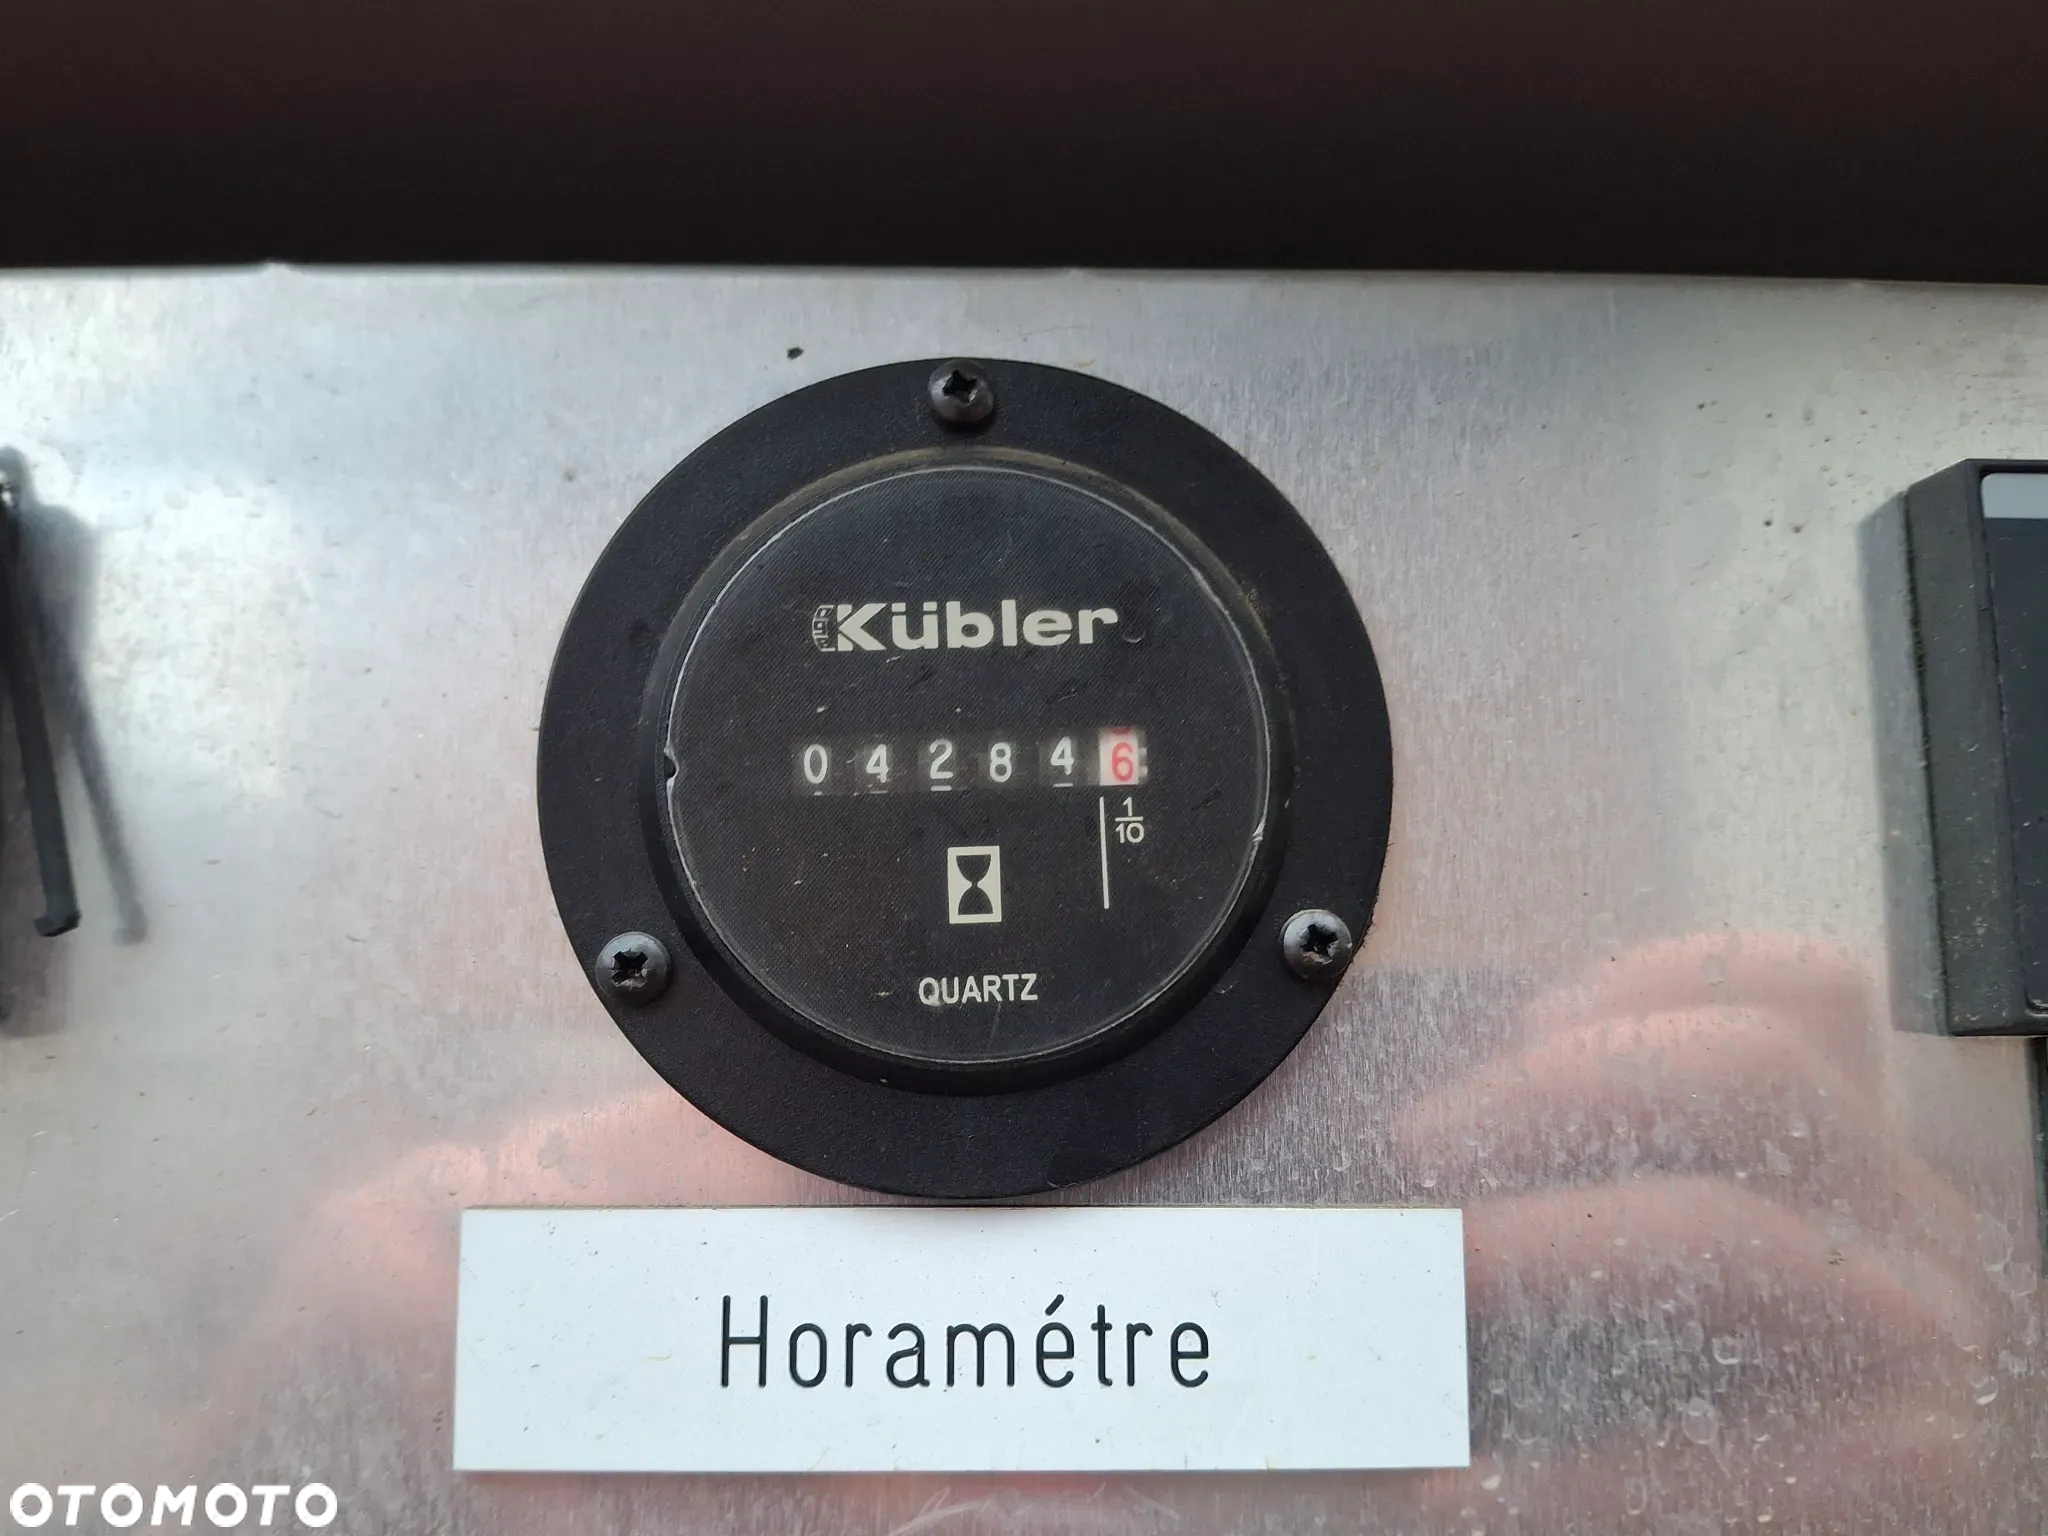 Kübler
042846
1/10
QUARTZ
Horamétre
OTOMOTO